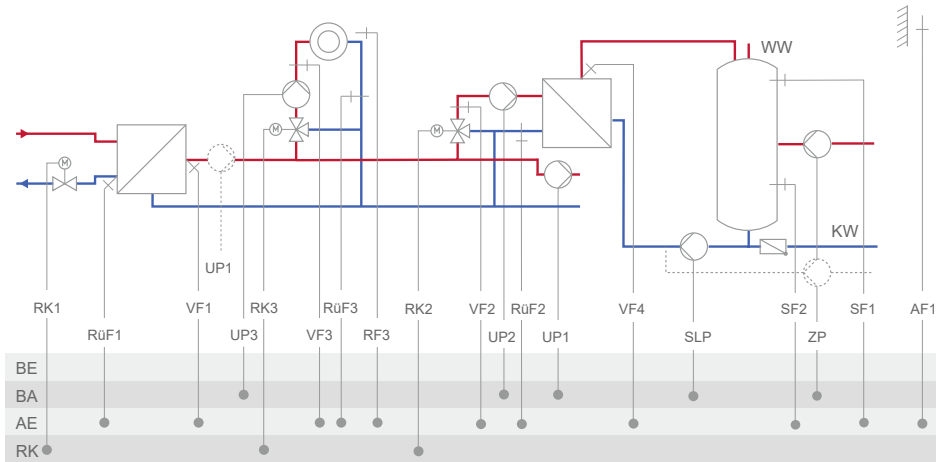 WW
M
M
M
KW
UP1
RK1
VF1
RK3
RüF3
RK2
VF2
RüF2
VF4
SF2
SF1
AF1
RüF1
UP3
VF3
RF3
UP2
UP1
SLP
ZP
BE
BA
AE
RK